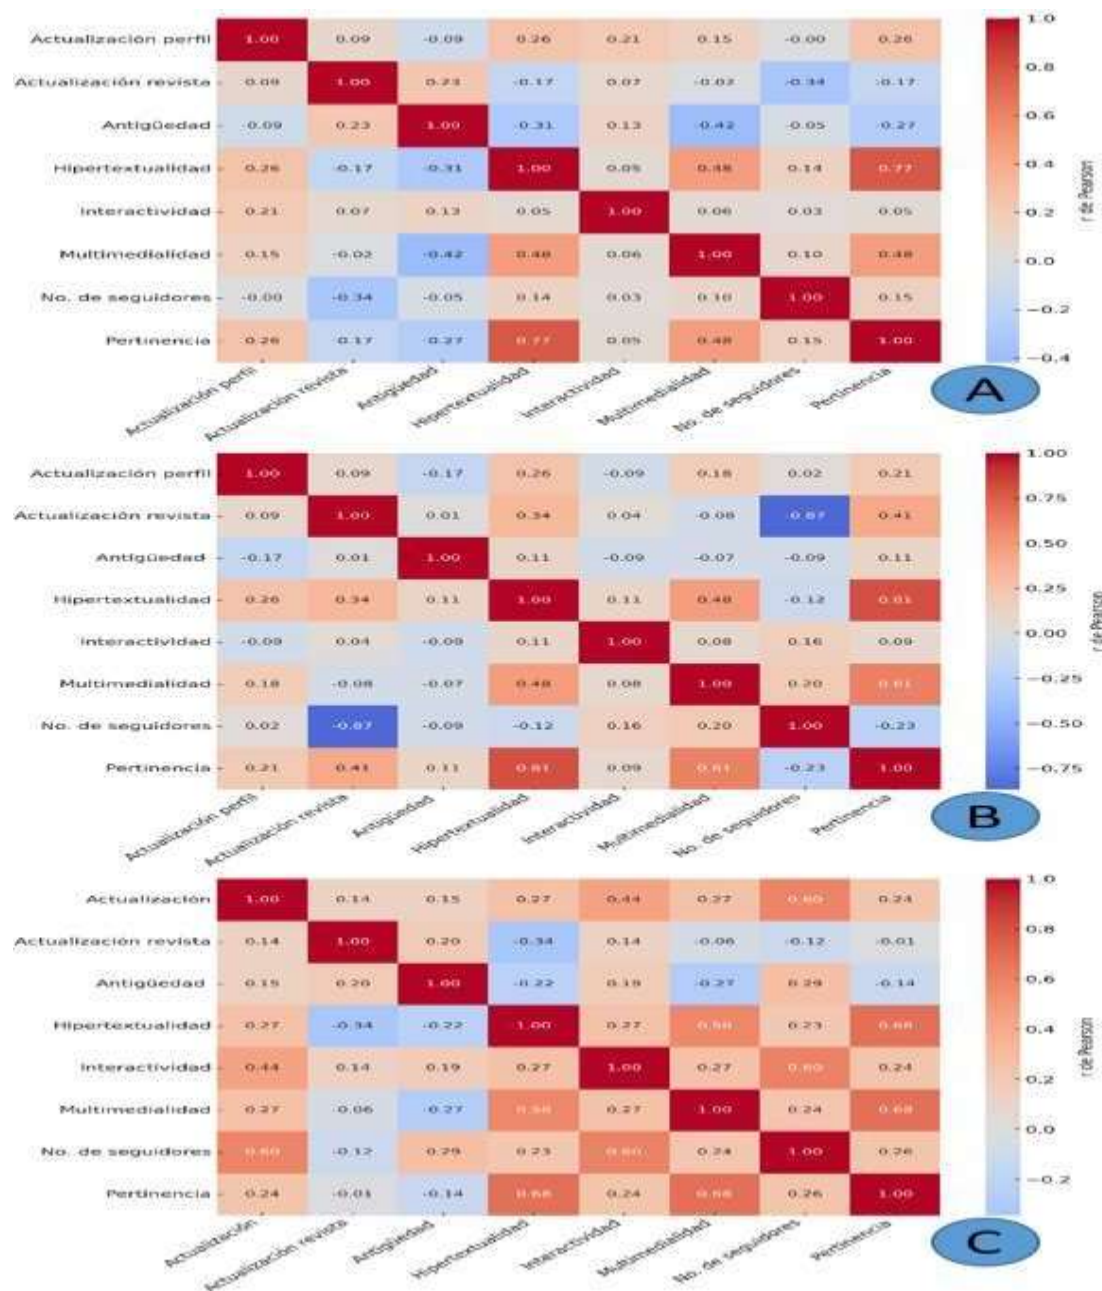 1.0
Actualización perfil 1.00 0.09 -0.09 0.26 0.21 0.15 -0.00 0.26
0.8
Actualización revista 0.09 1.00 0.23 -0.17 0.07 -0.02 -0.34 -0.17
0.6
Antigüedad -0.09 0.23 1.00 -0.31 0.13 -0.42 -0.05 -0.27
0.4
Hipertextualidad 0.26 -0.17 -0.31 1.00 0.05 0.48 0.14 0.77
0.2
Interactividad 0.21 0.07 0.13 0.05 1.00 0.06 0.03 0.05
0.0
Multimedialidad 0.15 -0.02 -0.42 0.48 0.06 1.00 0.10 0.48
-0.2
No. de seguidores -0.00 -0.34 -0.05 0.14 0.03 0.10 1.00 0.15
Pertinencia 0.26 -0.17 -0.27 0.77 0.05 0.48 0.15 1.00
-0.4
r de Pearson
Actualización perfil Actualización revista Antigüedad Hipertextualidad Interactividad Multimedialidad No. de seguidores Pertinencia
A
1.00
Actualización perfil 1.00 0.09 -0.17 0.26 -0.09 0.18 0.02 0.21
0.75
Actualización revista 0.09 1.00 0.01 0.34 0.04 -0.08 -0.87 0.41
0.50
Antigüedad -0.17 0.01 1.00 0.11 -0.09 -0.07 -0.09 0.11
0.25
Hipertextualidad 0.26 0.34 0.11 1.00 0.11 0.48 -0.12 0.81
0.00
Interactividad -0.09 0.04 -0.09 0.11 1.00 0.08 0.16 0.09
-0.25
Multimedialidad 0.18 -0.08 -0.07 0.48 0.08 1.00 0.20 0.61
-0.50
No. de seguidores 0.02 -0.87 -0.09 -0.12 0.16 0.20 1.00 -0.23
-0.75
Pertinencia 0.21 0.41 0.11 0.81 0.09 0.61 -0.23 1.00
r de Pearson
Actualización perfil Actualización revista Antigüedad Hipertextualidad Interactividad Multimedialidad No. de seguidores Pertinencia
B
1.0
Actualización 1.00 0.14 0.15 0.27 0.44 0.27 0.60 0.24
0.8
Actualización revista 0.14 1.00 0.20 -0.34 0.14 -0.06 -0.12 -0.01
0.6
Antigüedad 0.15 0.20 1.00 -0.22 0.19 -0.27 0.29 -0.14
0.4
Hipertextualidad 0.27 -0.34 -0.22 1.00 0.27 0.23
0.2
Interactividad 0.44 0.14 0.19 0.27 1.00 0.27 0.60 0.24
0.0
Multimedialidad 0.27 -0.06 -0.27 0.27 1.00 0.24 0.68
No. de seguidores 0.60 -0.12 0.29 0.23 0.60 0.24 1.00 0.26
-0.2
Pertinencia 0.24 -0.01 -0.14 0.24 0.68 0.26 1.00
r de Pearson
Actualización Actualización revista Antigüedad Hipertextualidad Interactividad Multimedialidad No. de seguidores Pertinencia
C